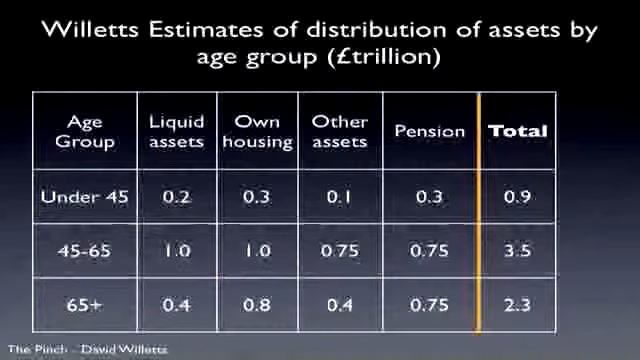 Willetts Estimates of distribution of assets by
age group (£trillion)
Age Group Liquid assets Own housing Other assets Pension Total
Under 45 0.2 0.3 0.1 0.3 0.9
45-65 1.0 1.0 0.75 0.75 3.5
65+ 0.4 0.8 0.4 0.75 2.3
The Pinch - David Willetts